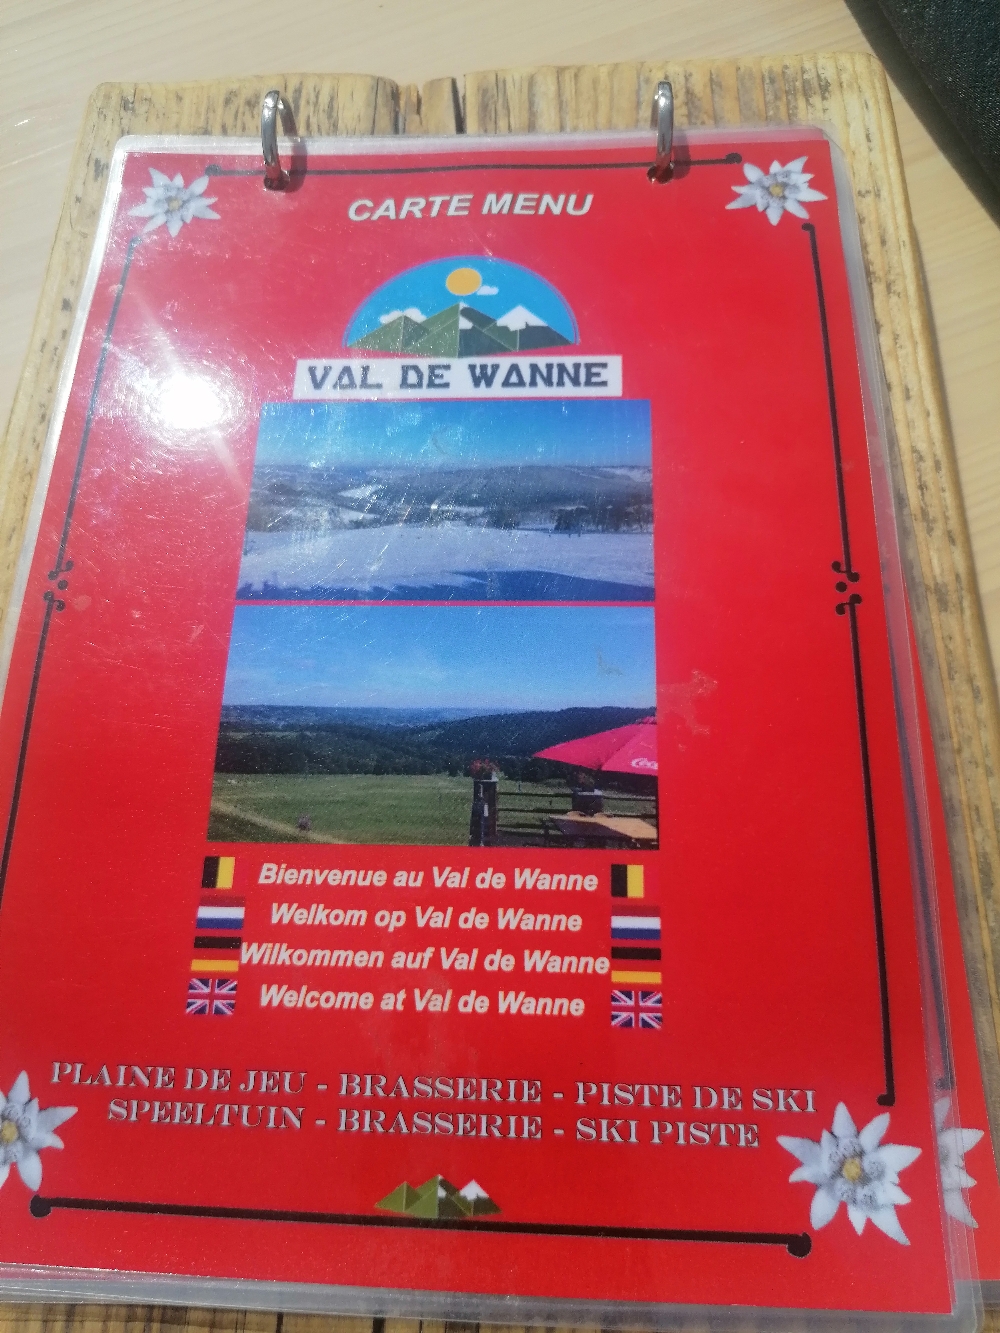 CARTE MENU
VAL DE WANNE
Bienvenue au Val de Wanne
Welkom op Val de Wanne
Wilkommen auf Val de Wanne
Welcome at Val de Wanne
PLAINE DE JEU - BRASSERIE - PISTE DE SKI
SPEELTUIN - BRASSERIE - SKI PISTE